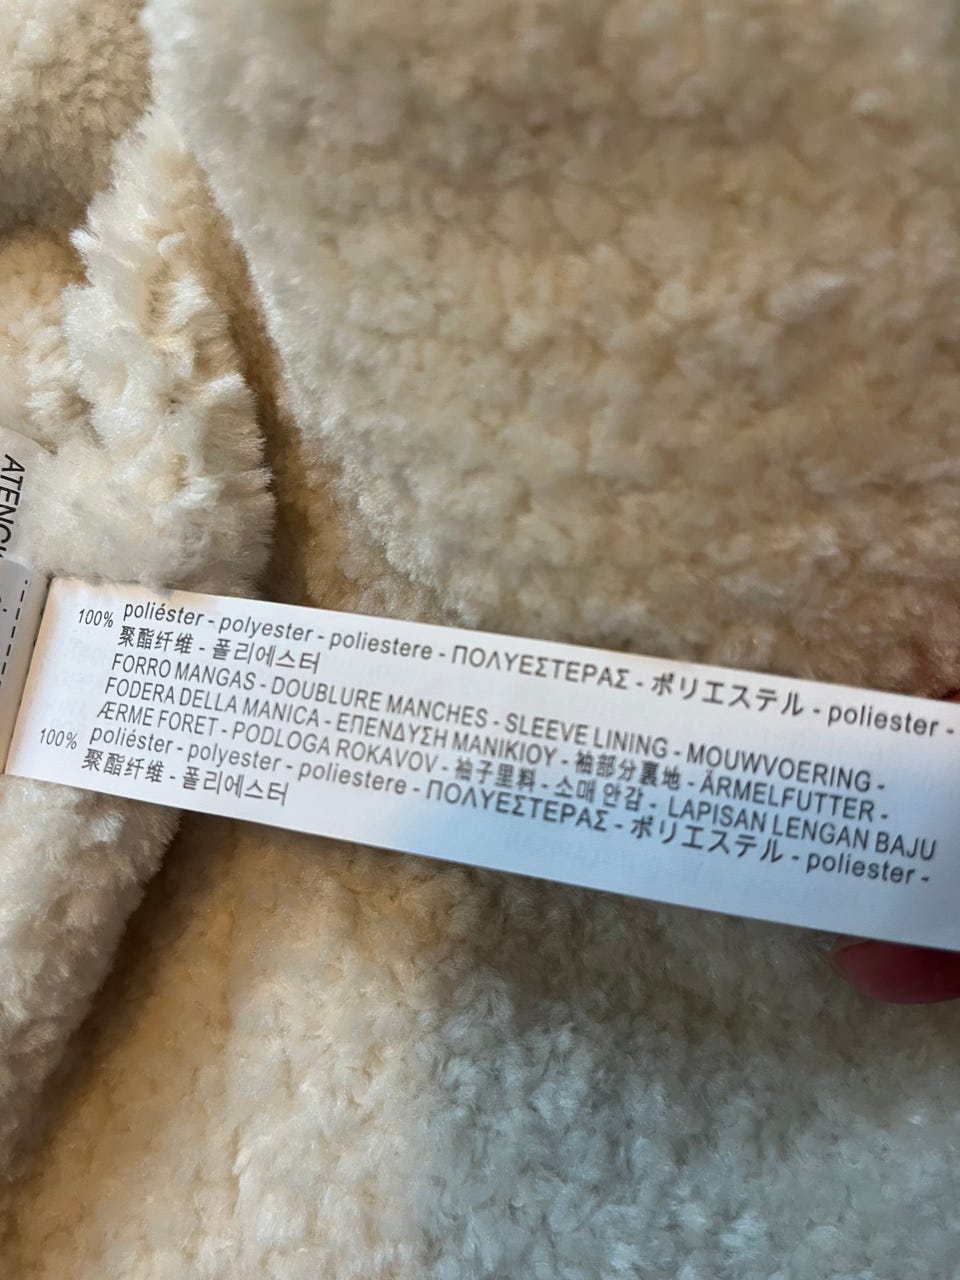 ATENCI
100% poliéster - polyester - poliestere - ΠΟΛΥΕΣΤΕΡΑΣ - ポリエステル - poliester -
聚酯纤维 - 폴리에스터
FORRO MANGAS - DOUBLURE MANCHES - SLEEVE LINING - MOUWVOERING -
FODERA DELLA MANICA - ΕΠΕΝΔΥΣΗ ΜΑΝΙΚΙΟΥ - 袖部分裏地 - ÄRMELFUTTER -
ÆRME FORET - PODLOGA ROKAVOV - 袖子里料 - 소매 안감 - LAPISAN LENGAN BAJU
100% poliéster - polyester - poliestere - ΠΟΛΥΕΣΤΕΡΑΣ - ポリエステル - poliester -
聚酯纤维 - 폴리에스터